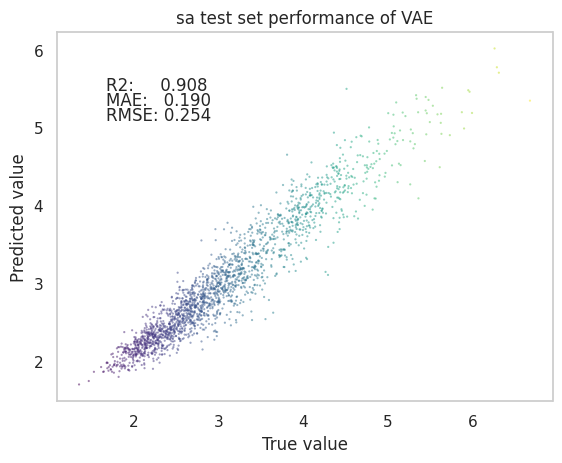 sa test set performance of VAE
6
5
4
3
2
R2: 0.908
MAE: 0.190
RMSE: 0.254
Predicted value
2 3 4 5 6
True value